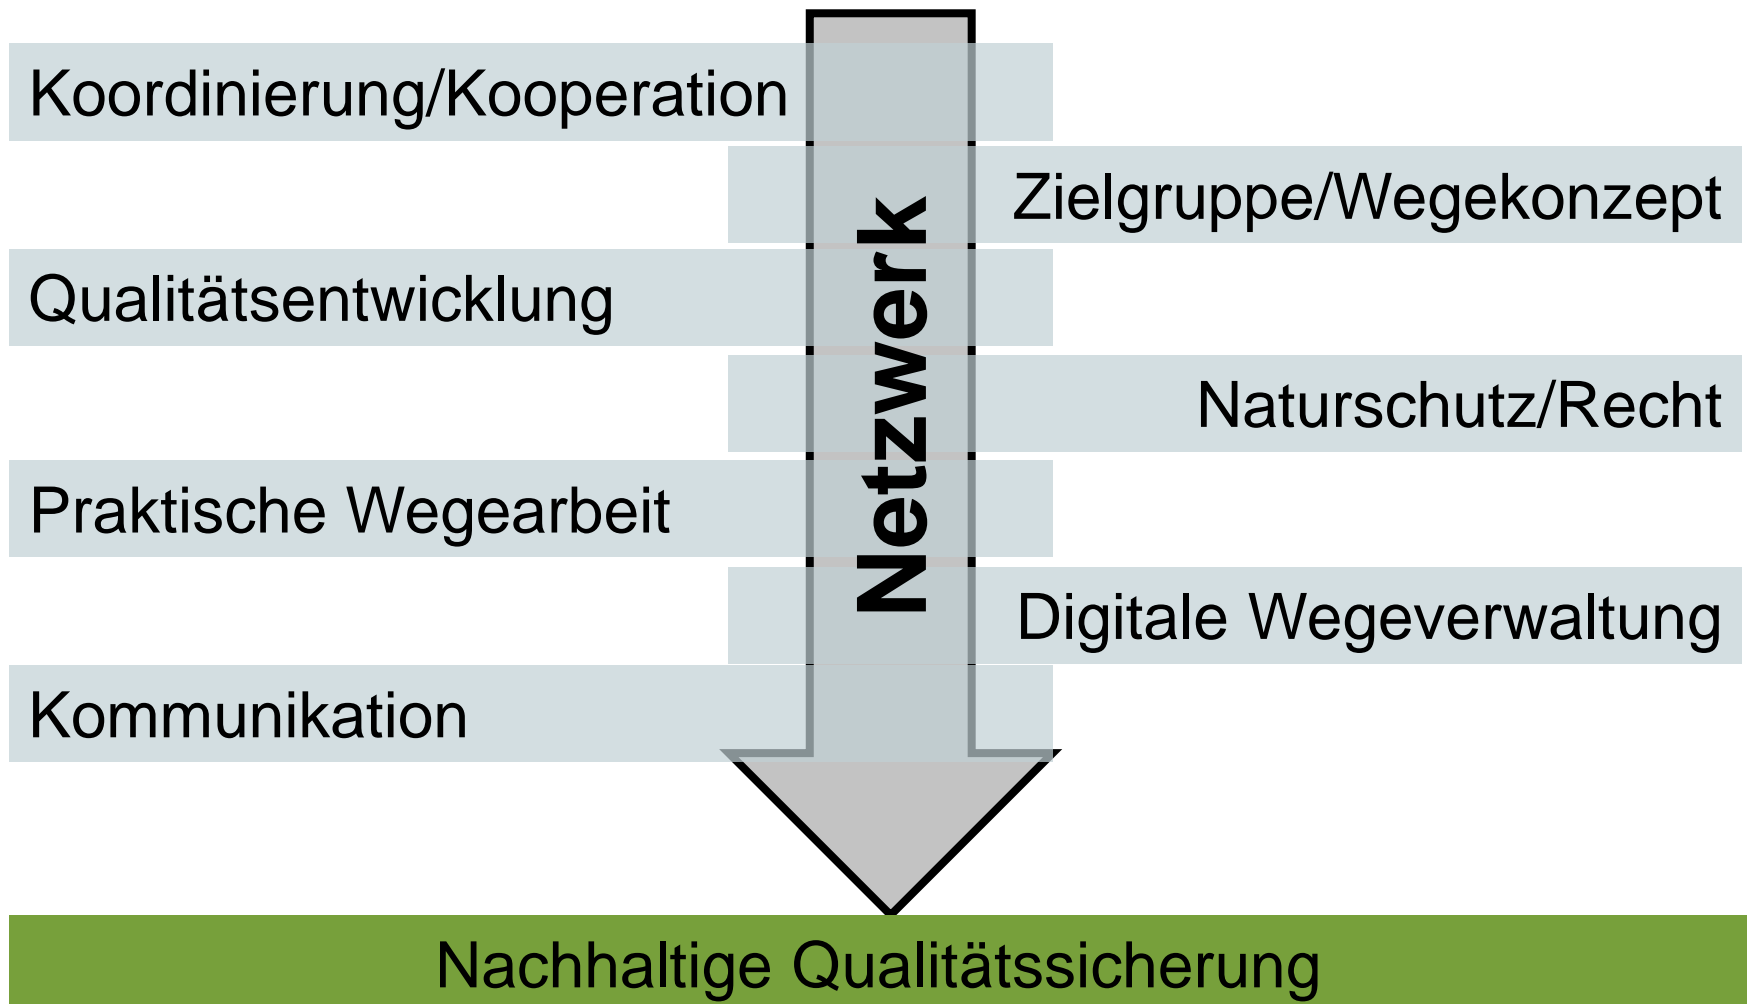 Koordinierung/Kooperation
Zielgruppe/Wegekonzept
Qualitätsentwicklung
Naturschutz/Recht
Praktische Wegearbeit
Digitale Wegeverwaltung
Kommunikation
Netzwerk
Nachhaltige Qualitätssicherung